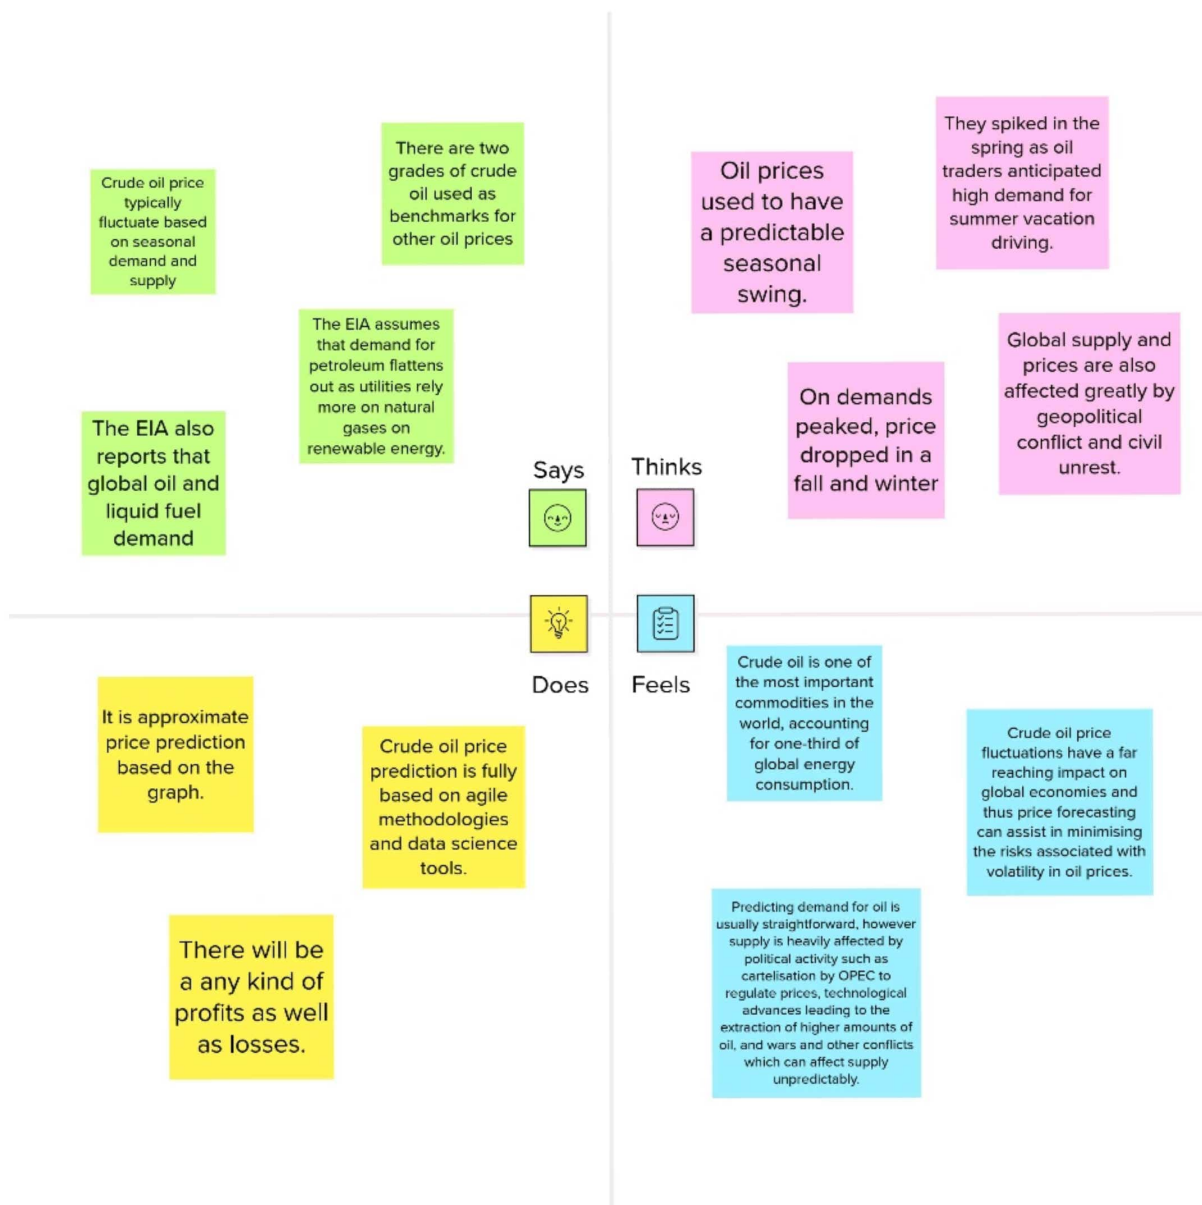 Crude oil price
typically
fluctuate based
on seasonal
demand and
supply
There are two
grades of crude
oil used as
benchmarks for
other oil prices
The EIA assumes
that demand for
petroleum flattens
out as utilities rely
more on natural
gases on
renewable energy.
The EIA also
reports that
global oil and
liquid fuel
demand
Says
Oil prices
used to have
a predictable
seasonal
swing.
They spiked in the
spring as oil
traders anticipated
high demand for
summer vacation
driving.
On demands
peaked, price
dropped in a
fall and winter
Global supply and
prices are also
affected greatly by
geopolitical
conflict and civil
unrest.
Thinks
Does
It is approximate
price prediction
based on the
graph.
Crude oil price
prediction is fully
based on agile
methodologies
and data science
tools.
There will be
a any kind of
profits as well
as losses.
Feels
Crude oil is one of
the most important
commodities in the
world, accounting
for one-third of
global energy
consumption.
Crude oil price
fluctuations have a far
reaching impact on
global economies and
thus price forecasting
can assist in minimising
the risks associated with
volatility in oil prices.
Predicting demand for oil is
usually straightforward, however
supply is heavily affected by
political activity such as
cartelisation by OPEC to
regulate prices, technological
advances leading to the
extraction of higher amounts of
oil, and wars and other conflicts
which can affect supply
unpredictably.